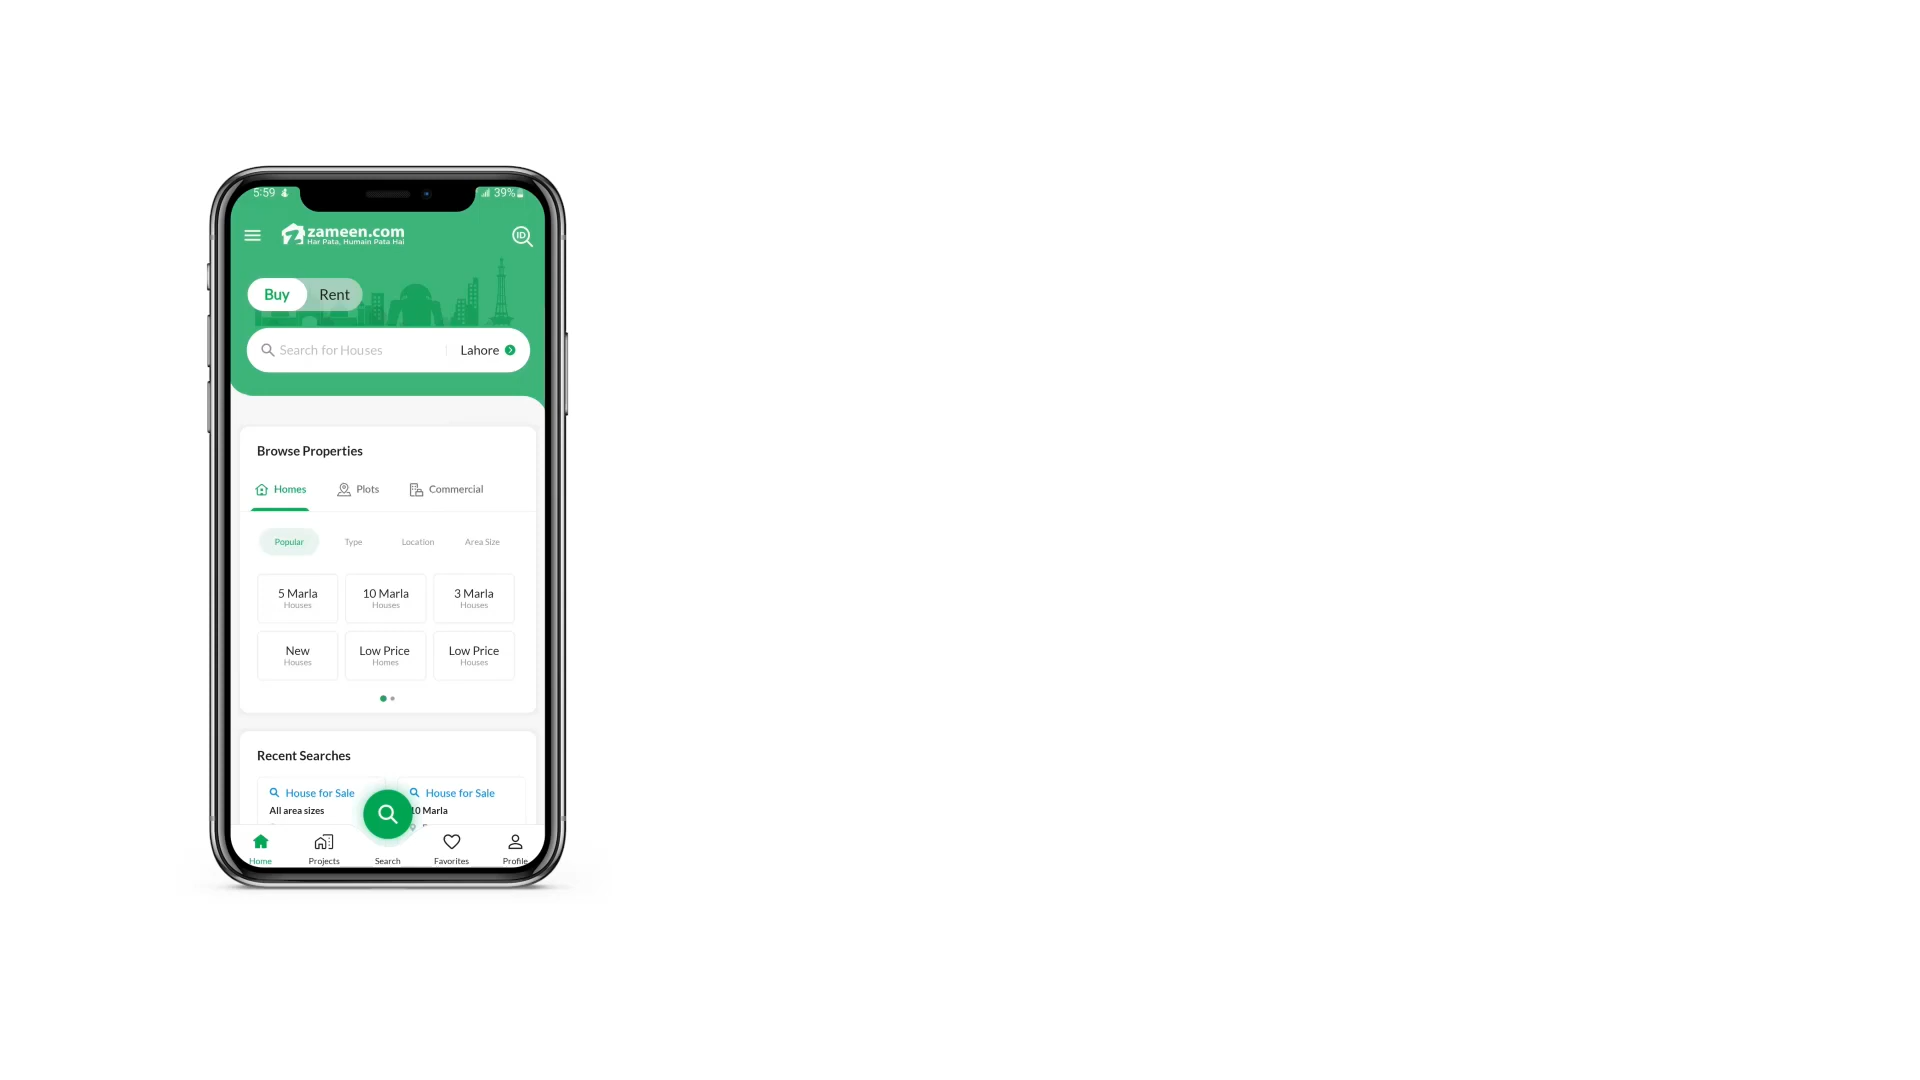 5:59
39%
zameen.com
Har Pata, Humain Pata Hai
ID
Buy Rent
Search for Houses Lahore
Browse Properties
Homes Plots Commercial
Popular Type Location Area Size
5 Marla 10 Marla 3 Marla
Houses Houses Houses
New Low Price Low Price
Houses Homes Houses
Recent Searches
House for Sale House for Sale
All area sizes 10 Marla
Home Projects Search Favorites Profile